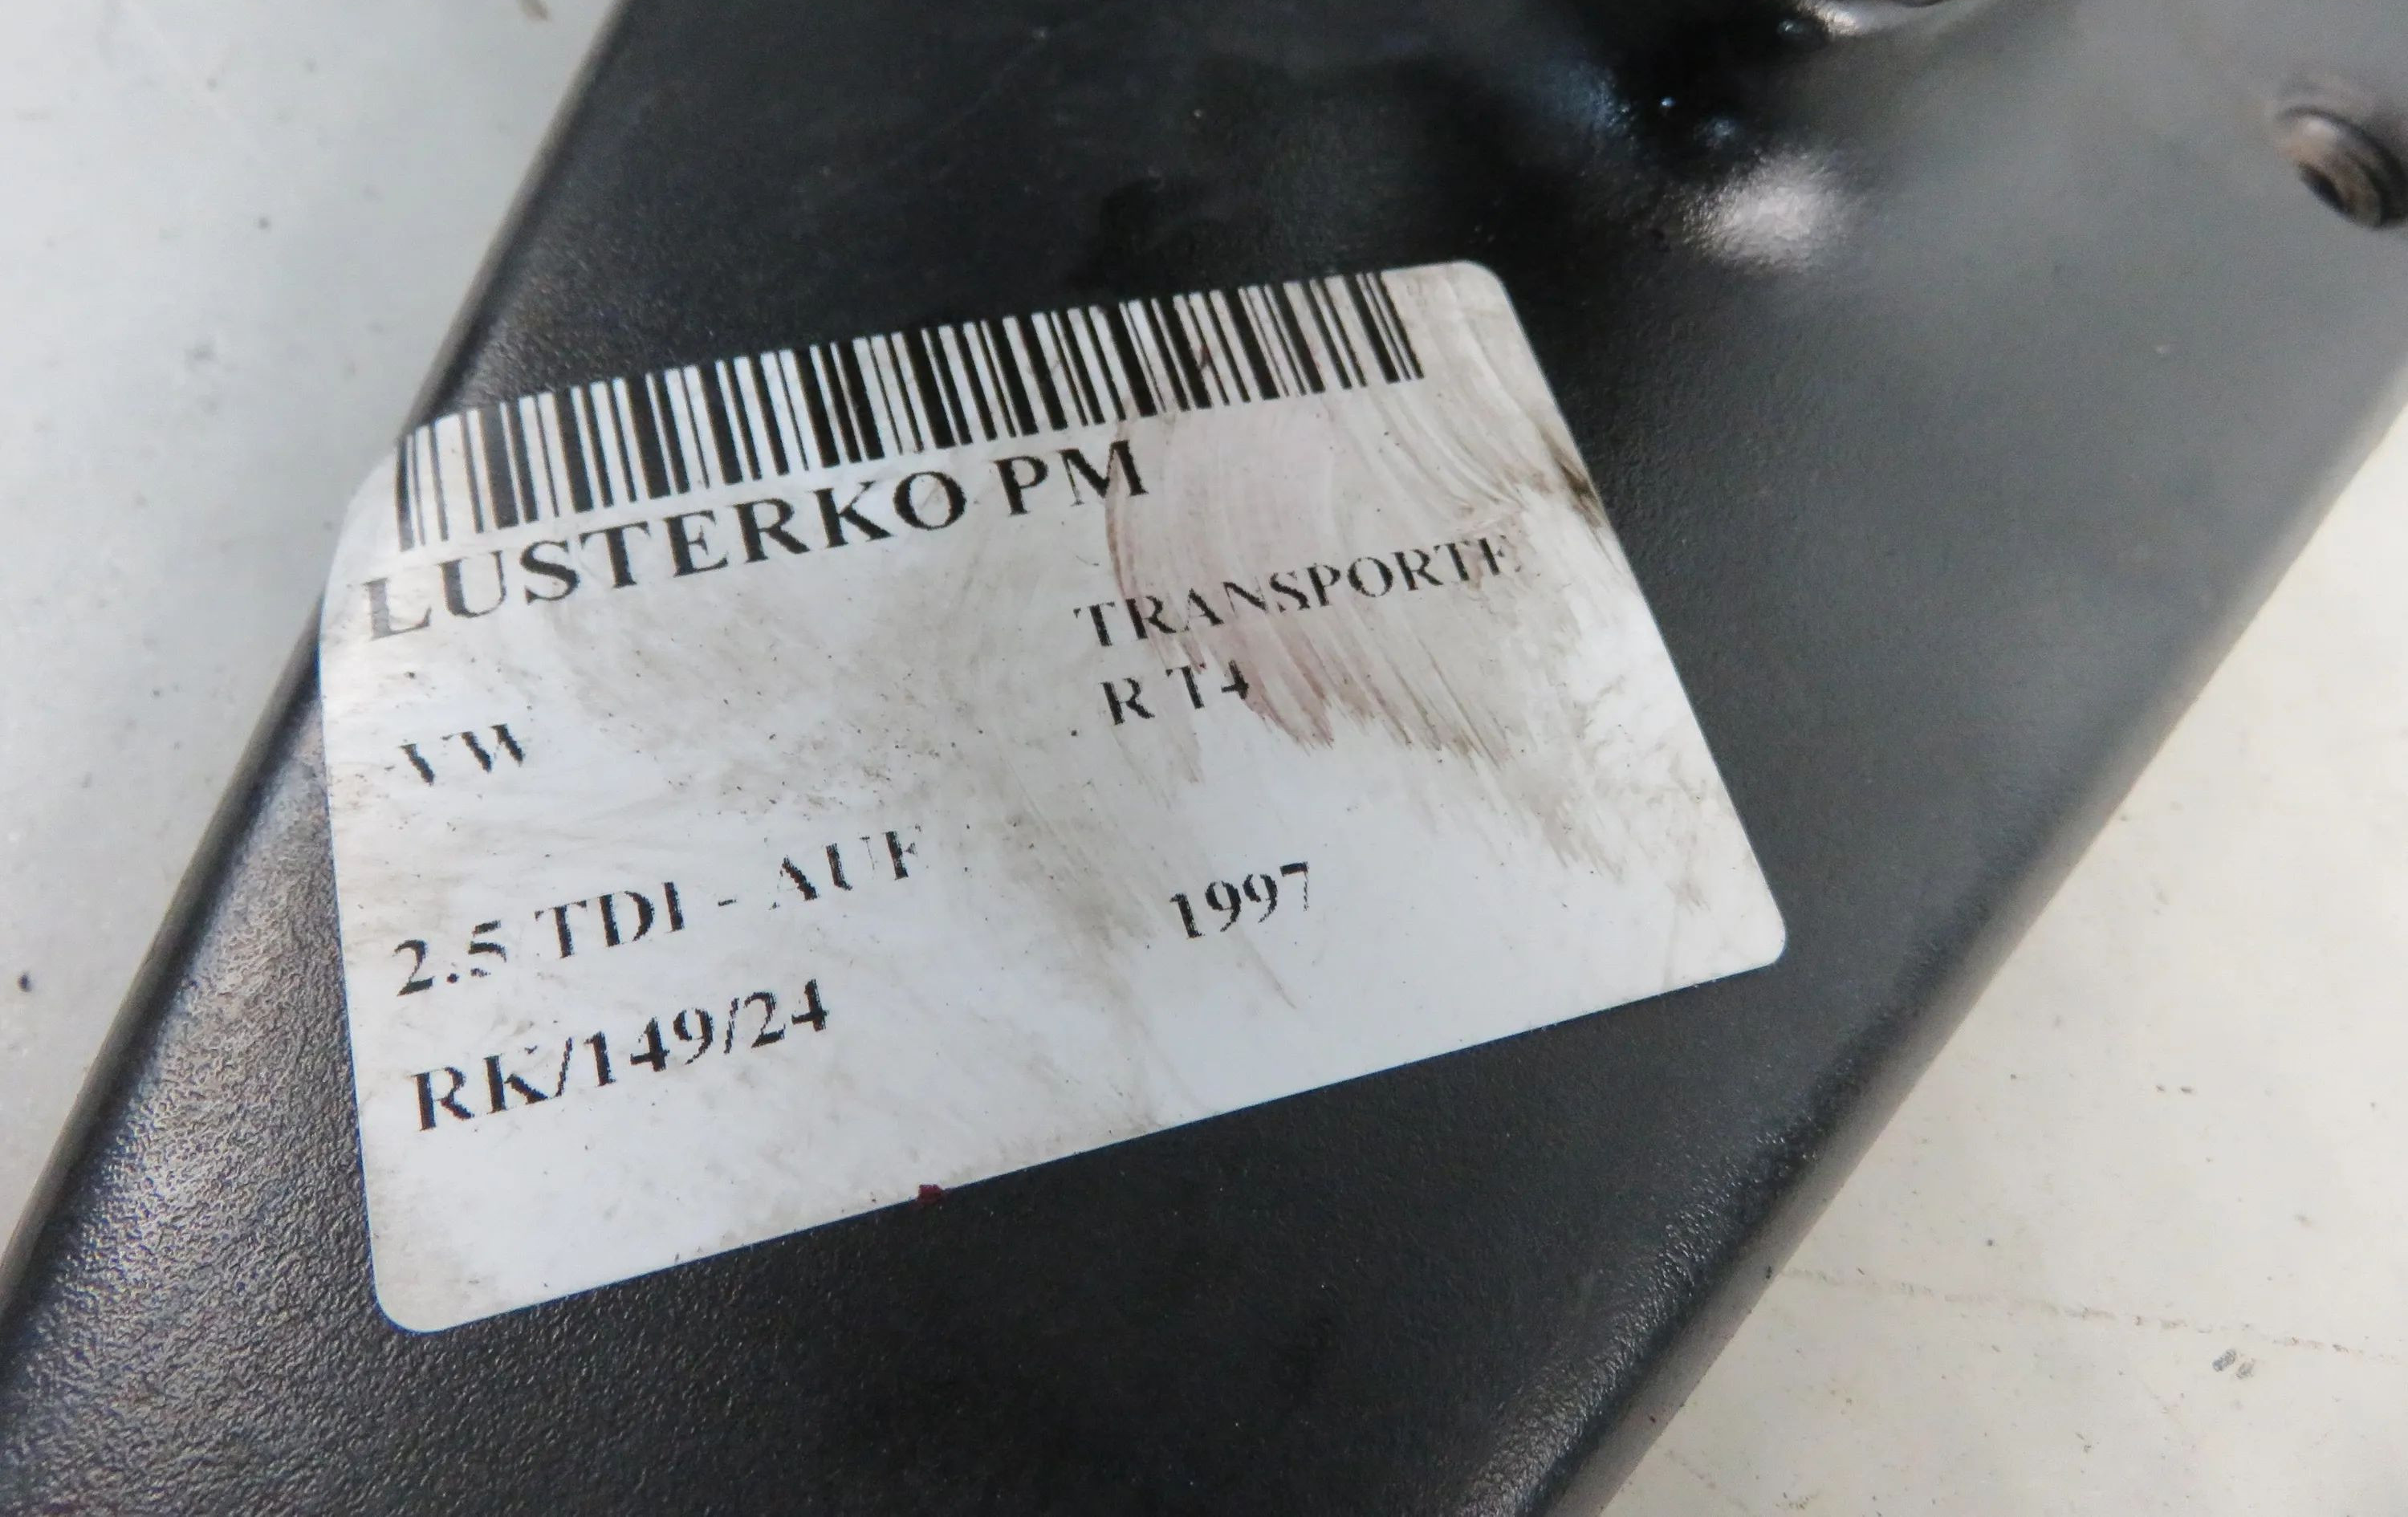 LUSTERKO PM
VW
TRANSPORTE
R T4
2.5 TDI - AUF
1997
RK/149/24